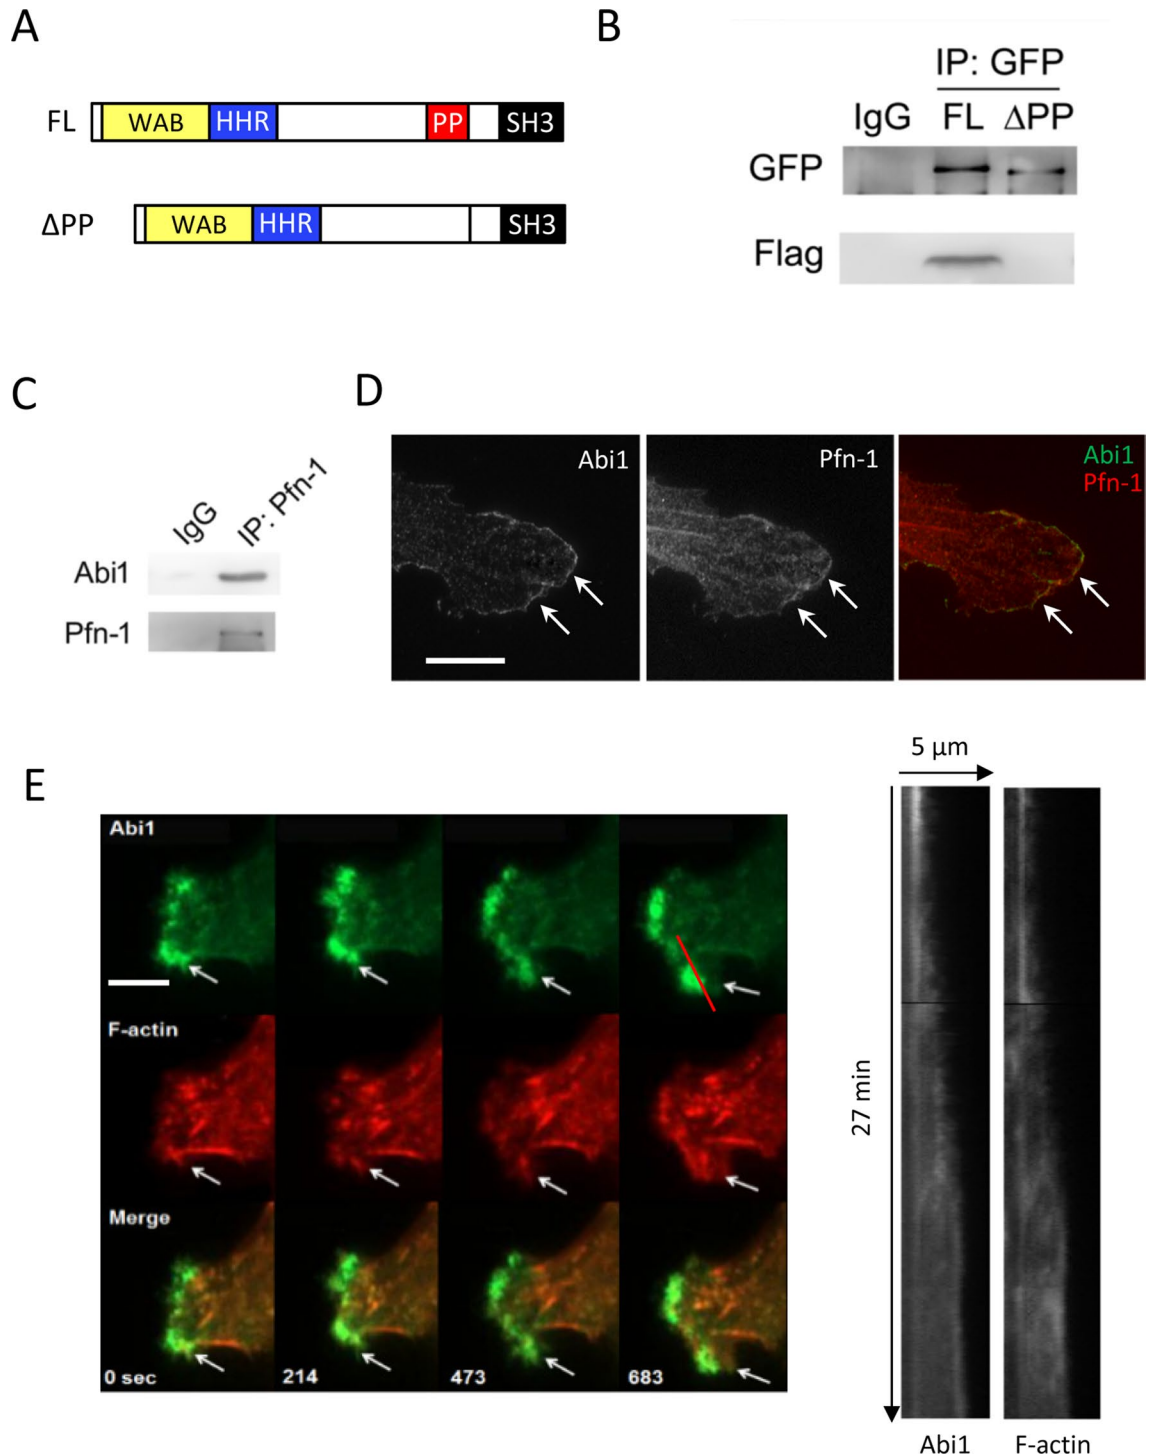 A
FL WAB HHR PP SH3
ΔPP WAB HHR SH3
B
IP: GFP
IgG FL ΔPP
GFP
Flag
C
IgG IP: Pfn-1
Abi1
Pfn-1
D
Abi1
Pfn-1
Abi1
Pfn-1
E
Abi1
F-actin
Merge
0 sec 214 473 683
5 μm
27 min
Abi1 F-actin